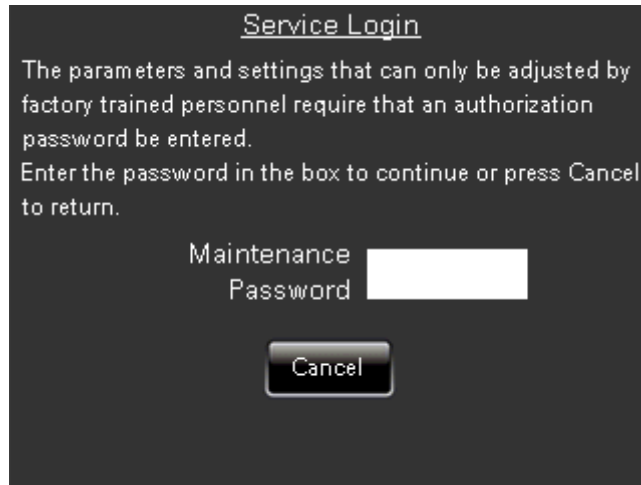 Service Login
The parameters and settings that can only be adjusted by
factory trained personnel require that an authorization
password be entered.
Enter the password in the box to continue or press Cancel
to return.
Maintenance
Password
Cancel